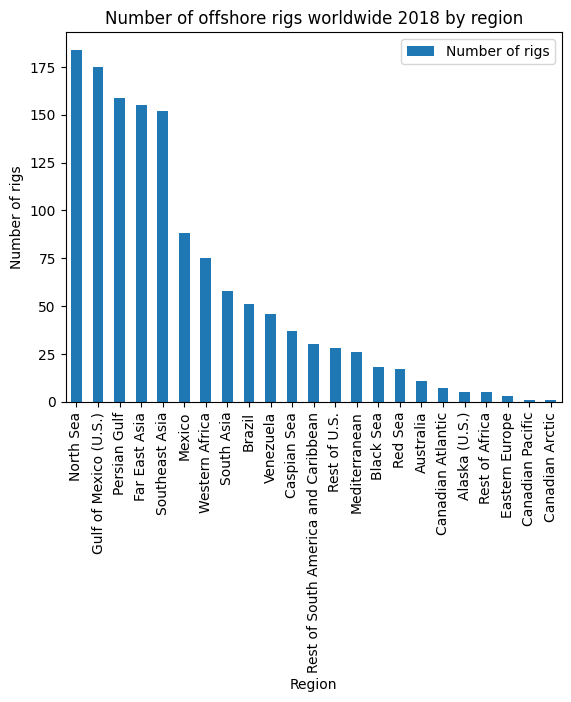 Number of offshore rigs worldwide 2018 by region
Number of rigs
Number of rigs
175
150
125
100
75
50
25
0
North Sea
Gulf of Mexico (U.S.)
Persian Gulf
Far East Asia
Southeast Asia
Mexico
Western Africa
South Asia
Brazil
Venezuela
Caspian Sea
Rest of South America and Caribbean
Rest of U.S.
Mediterranean
Black Sea
Red Sea
Australia
Canadian Atlantic
Alaska (U.S.)
Rest of Africa
Eastern Europe
Canadian Pacific
Canadian Arctic
Region